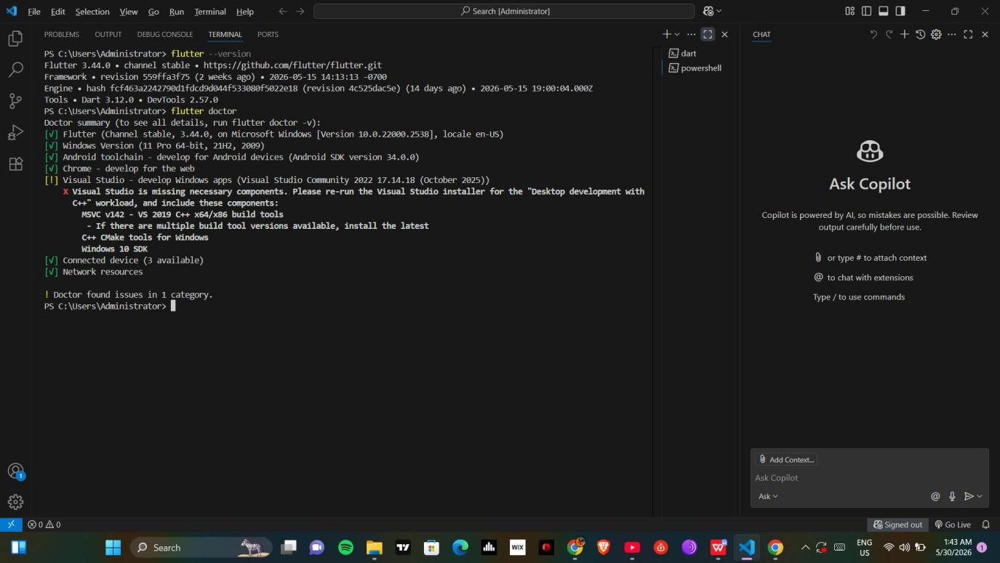 File Edit Selection View Go Run Terminal Help
Search [Administrator]
PROBLEMS OUTPUT DEBUG CONSOLE TERMINAL PORTS
PS C:\Users\Administrator> flutter --version
Flutter 3.44.0 • channel stable • https://github.com/flutter/flutter.git
Framework • revision 559ffa3f75 (2 weeks ago) • 2026-05-15 14:13:13 -0700
Engine • hash fcf463a2242790d1fdcd9d044f533080f5022e18 (revision 4c525dac5e) (14 days ago) • 2026-05-15 19:00:04.000Z
Tools • Dart 3.12.0 • DevTools 2.57.0
PS C:\Users\Administrator> flutter doctor
Doctor summary (to see all details, run flutter doctor -v):
[√] Flutter (Channel stable, 3.44.0, on Microsoft Windows [Version 10.0.22000.2538], locale en-US)
[√] Windows Version (11 Pro 64-bit, 21H2, 2009)
[√] Android toolchain - develop for Android devices (Android SDK version 34.0.0)
[√] Chrome - develop for the web
[!] Visual Studio - develop Windows apps (Visual Studio Community 2022 17.14.18 (October 2025))
X Visual Studio is missing necessary components. Please re-run the Visual Studio installer for the "Desktop development with
C++" workload, and include these components:
MSVC v142 - VS 2019 C++ x64/x86 build tools
- If there are multiple build tool versions available, install the latest
C++ CMake tools for Windows
Windows 10 SDK
[√] Connected device (3 available)
[√] Network resources
! Doctor found issues in 1 category.
PS C:\Users\Administrator>
dart
powershell
CHAT
Ask Copilot
Copilot is powered by AI, so mistakes are possible. Review
output carefully before use.
or type # to attach context
@ to chat with extensions
Type / to use commands
Add Context...
Ask Copilot
Ask
@
1
0 0
Signed out
Go Live
Search
WIX
ENG
US
1:43 AM
5/30/2026
1